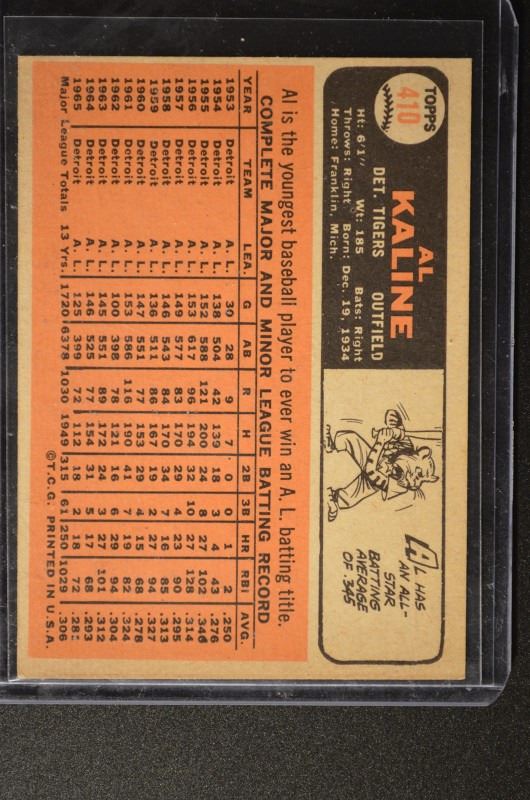 TOPPS
410
AL
KALINE
DET. TIGERS OUTFIELD
Ht: 6'1" Wt: 185 Bats: Right
Throws: Right Born: Dec. 19, 1934
Home: Franklin, Mich.
AL HAS
AN ALL-
STAR
BATTING
AVERAGE
OF .345
Al is the youngest baseball player to ever win an A. L. batting title.
COMPLETE MAJOR AND MINOR LEAGUE BATTING RECORD
YEAR TEAM LEA. G AB R H 2B 3B HR RBI AVG.
1953 Detroit A. L. 30 28 9 7 0 0 1 2 .250
1954 Detroit A. L. 138 504 42 139 18 3 4 43 .276
1955 Detroit A. L. 152 588 121 200 24 8 27 102 .340
1956 Detroit A. L. 153 617 96 194 32 10 27 128 .314
1957 Detroit A. L. 149 577 83 170 29 4 23 90 .295
1958 Detroit A. L. 146 543 84 170 34 7 16 85 .313
1959 Detroit A. L. 136 511 86 167 19 2 27 94 .327
1960 Detroit A. L. 147 551 77 153 29 4 15 68 .278
1961 Detroit A. L. 153 586 116 190 41 7 19 82 .324
1962 Detroit A. L. 100 398 78 121 16 6 29 94 .304
1963 Detroit A. L. 145 551 89 172 24 3 27 101 .312
1964 Detroit A. L. 146 525 77 154 31 5 17 68 .293
1965 Detroit A. L. 125 399 72 112 18 2 18 72 .281
Major League Totals 13 Yrs. 1720 6378 1030 1949 315 61 250 1029 .306
©T.C.G. PRINTED IN U.S.A.